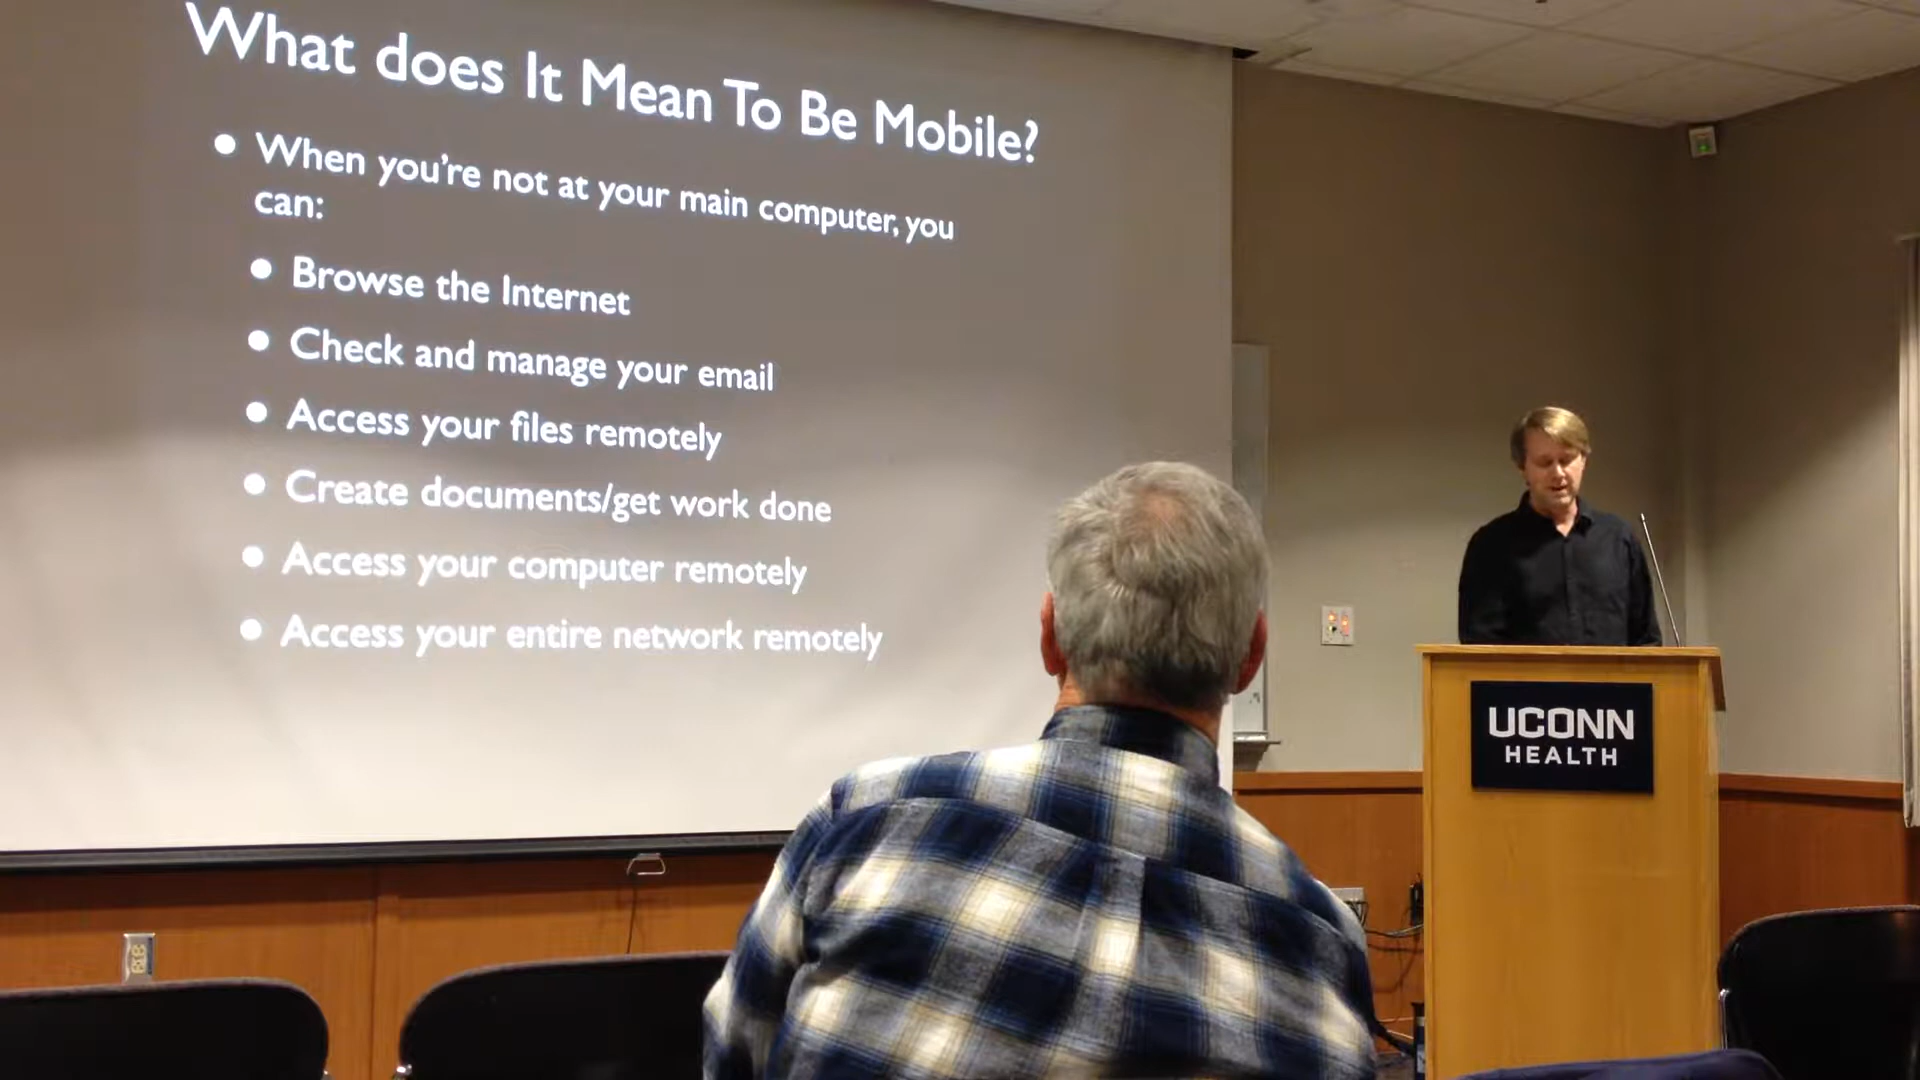 What does It Mean To Be Mobile?
When you're not at your main computer, you
can:
Browse the Internet
Check and manage your email
Access your files remotely
Create documents/get work done
Access your computer remotely
Access your entire network remotely
UCONN
HEALTH